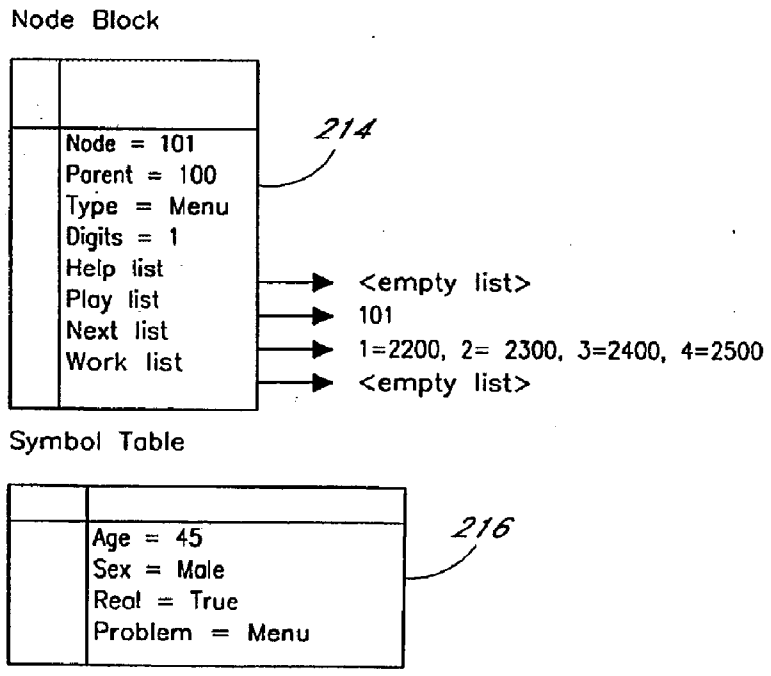 Node Block
214
Node = 101
Parent = 100
Type = Menu
Digits = 1
Help list
<empty list>
Play list
101
Next list
1=2200, 2= 2300, 3=2400, 4=2500
Work list
<empty list>
Symbol Table
216
Age = 45
Sex = Male
Real = True
Problem = Menu